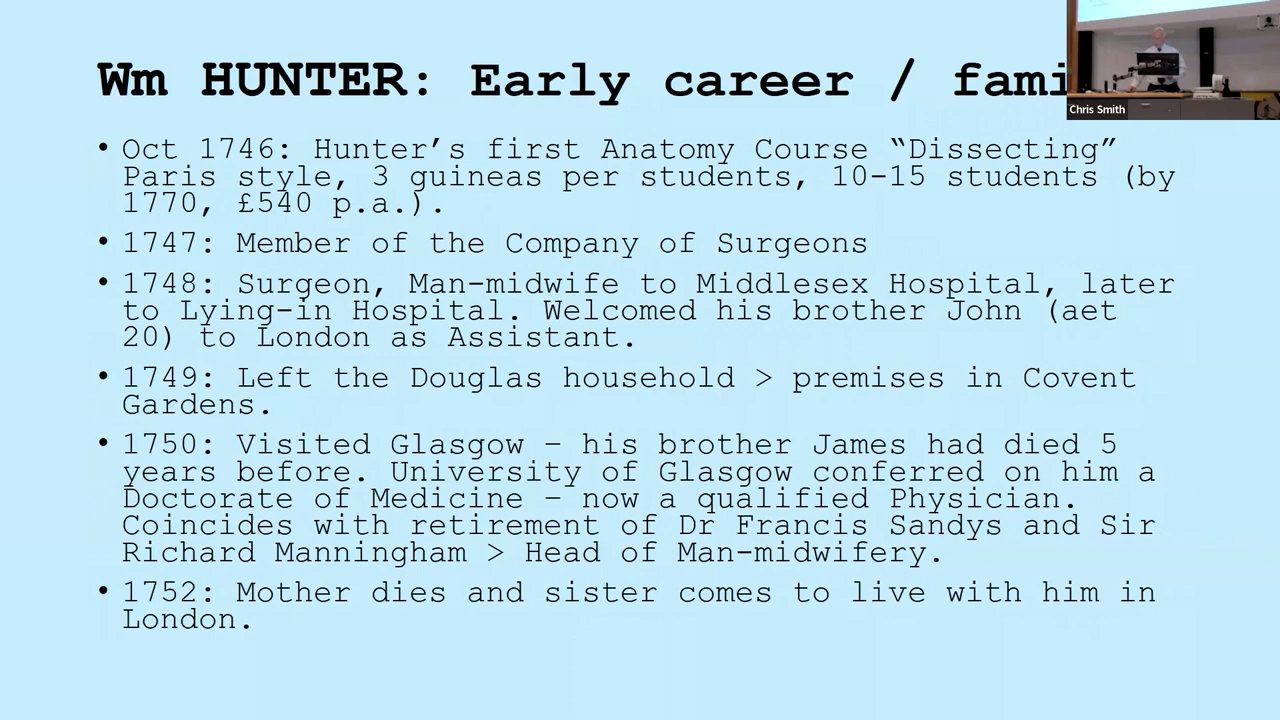 Wm HUNTER: Early career / fami
Chris Smith
• Oct 1746: Hunter’s first Anatomy Course “Dissecting”
Paris style, 3 guineas per students, 10-15 students (by
1770, £540 p.a.).
• 1747: Member of the Company of Surgeons
• 1748: Surgeon, Man-midwife to Middlesex Hospital, later
to Lying-in Hospital. Welcomed his brother John (aet
20) to London as Assistant.
• 1749: Left the Douglas household > premises in Covent
Gardens.
• 1750: Visited Glasgow – his brother James had died 5
years before. University of Glasgow conferred on him a
Doctorate of Medicine – now a qualified Physician.
Coincides with retirement of Dr Francis Sandys and Sir
Richard Manningham > Head of Man-midwifery.
• 1752: Mother dies and sister comes to live with him in
London.